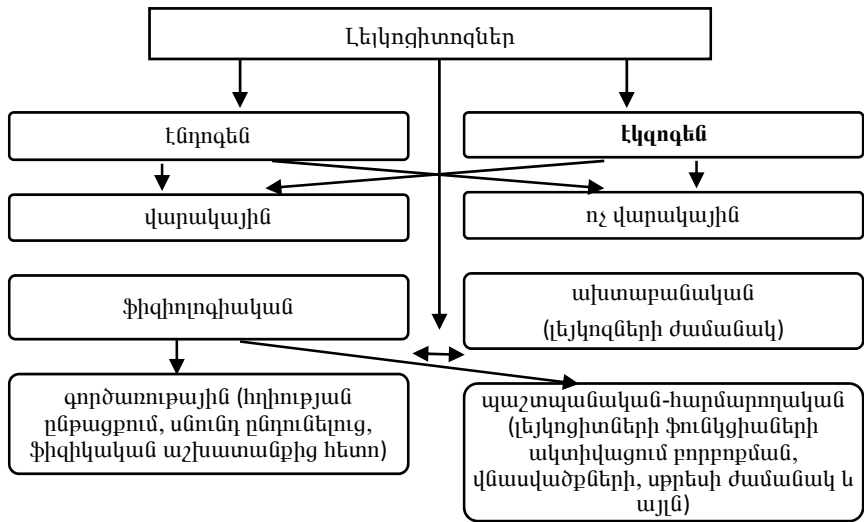 Լեյկոցիտոզներ
էնդոգեն
էկզոգեն
վարակային
ոչ վարակային
ֆիզիոլոգիական
ախտաբանական
(լեյկոզների ժամանակ)
գործառութային (հղիության
ընթացքում, սնունդ ընդունելուց,
ֆիզիկական աշխատանքից հետո)
պաշտպանական-հարմարողական
(լեյկոցիտների ֆունկցիաների
ակտիվացում բորբոքման,
վնասվածքների, սթրեսի ժամանակ և
այլն)